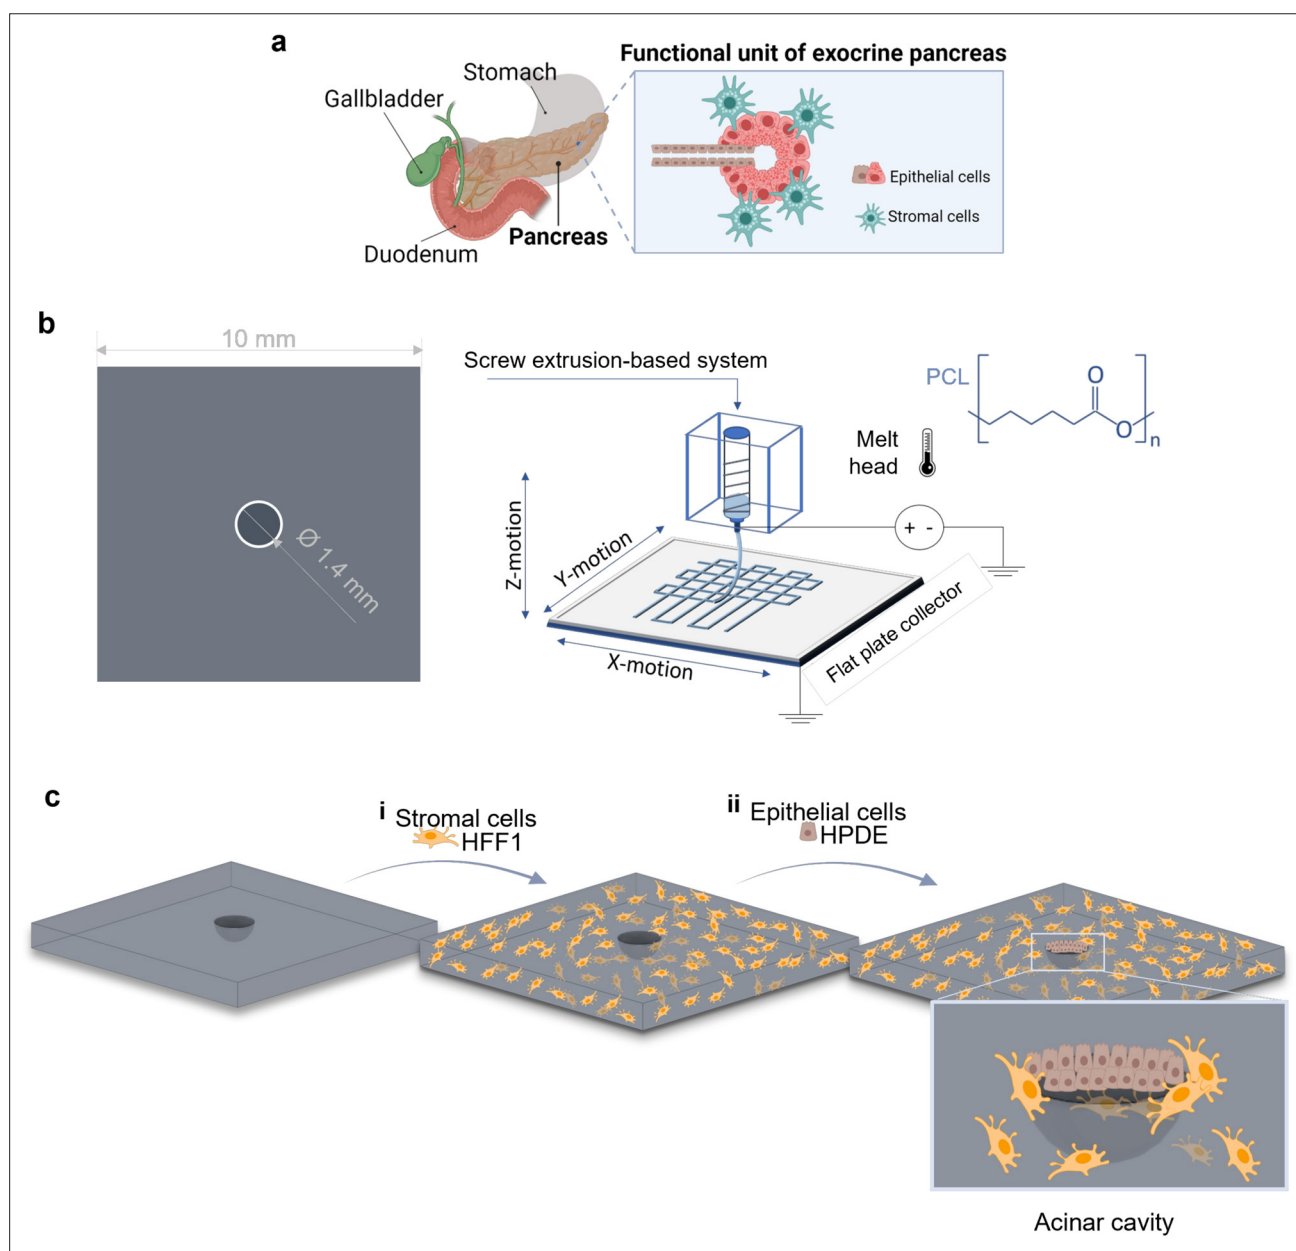 a
Functional unit of exocrine pancreas
Stomach
Gallbladder
Duodenum
Pancreas
Epithelial cells
Stromal cells
b
10 mm
Ø 1.4 mm
Screw extrusion-based system
Z-motion
Y-motion
X-motion
Flat plate collector
Melt
head
+ -
PCL
O
O
n
c
i
Stromal cells
HFF1
ii
Epithelial cells
HPDE
Acinar cavity